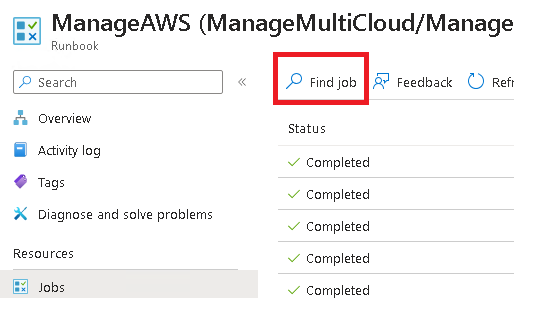 ManageAWS (ManageMultiCloud/Manage
Runbook
Search
«
Find job
Feedback
Overview
Activity log
Tags
Diagnose and solve problems
Resources
Jobs
Status
Completed
Completed
Completed
Completed
Completed